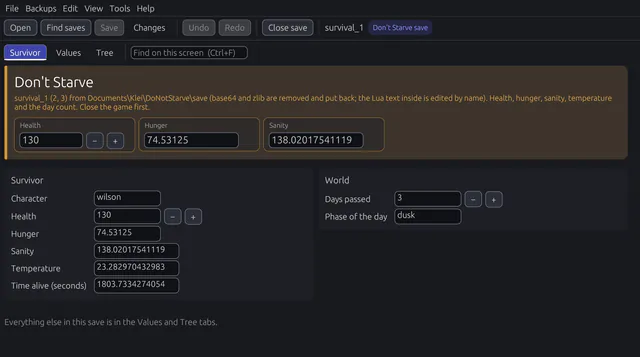 File Backups Edit View Tools Help
Open Find saves Save Changes Undo Redo Close save survival_1 Don't Starve save
Survivor Values Tree Find on this screen (Ctrl+F)
Don't Starve
survival_1 (2, 3) from Documents\Klei\DoNotStarve\save (base64 and zlib are removed and put back; the Lua text inside is edited by name). Health, hunger, sanity, temperature
and the day count. Close the game first.
Health Hunger Sanity
130 − + 74.53125 138.02017541119
Survivor
Character wilson
Health 130 − +
Hunger 74.53125
Sanity 138.02017541119
Temperature 23.282970432983
Time alive (seconds) 1803.7334274054
World
Days passed 3 − +
Phase of the day dusk
Everything else in this save is in the Values and Tree tabs.